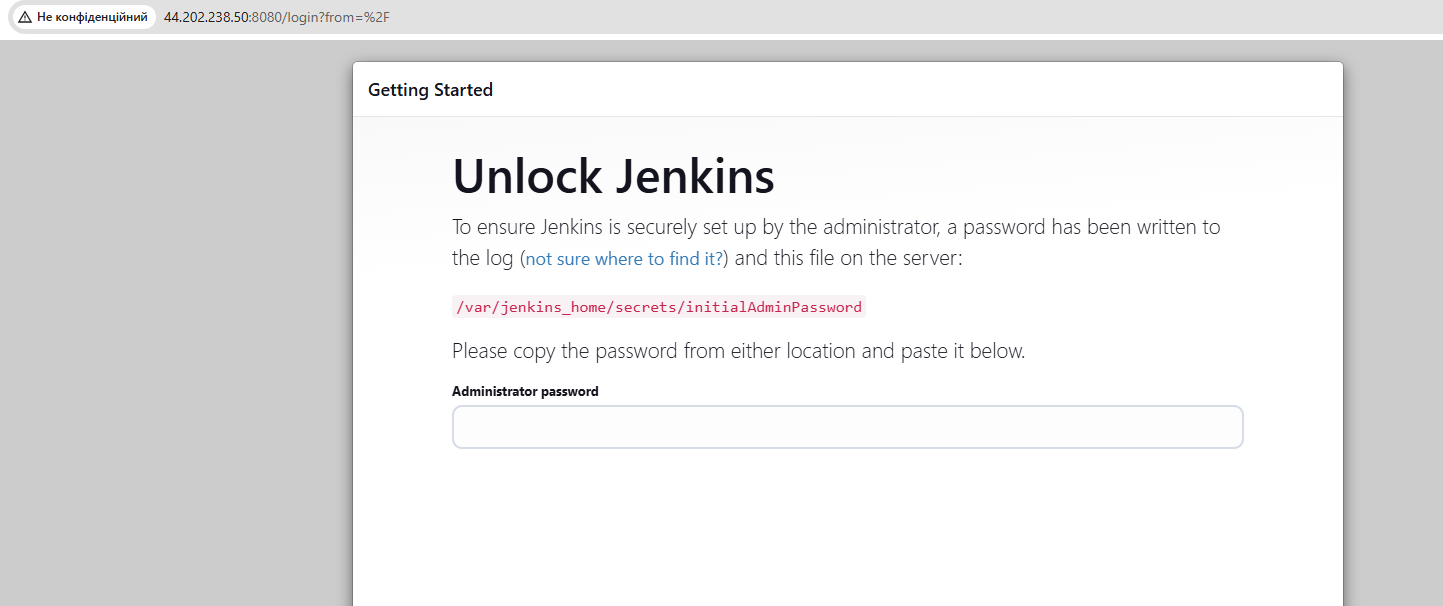 Не конфіденційний 44.202.238.50:8080/login?from=%2F
Getting Started
Unlock Jenkins
To ensure Jenkins is securely set up by the administrator, a password has been written to
the log (not sure where to find it?) and this file on the server:
/var/jenkins_home/secrets/initialAdminPassword
Please copy the password from either location and paste it below.
Administrator password